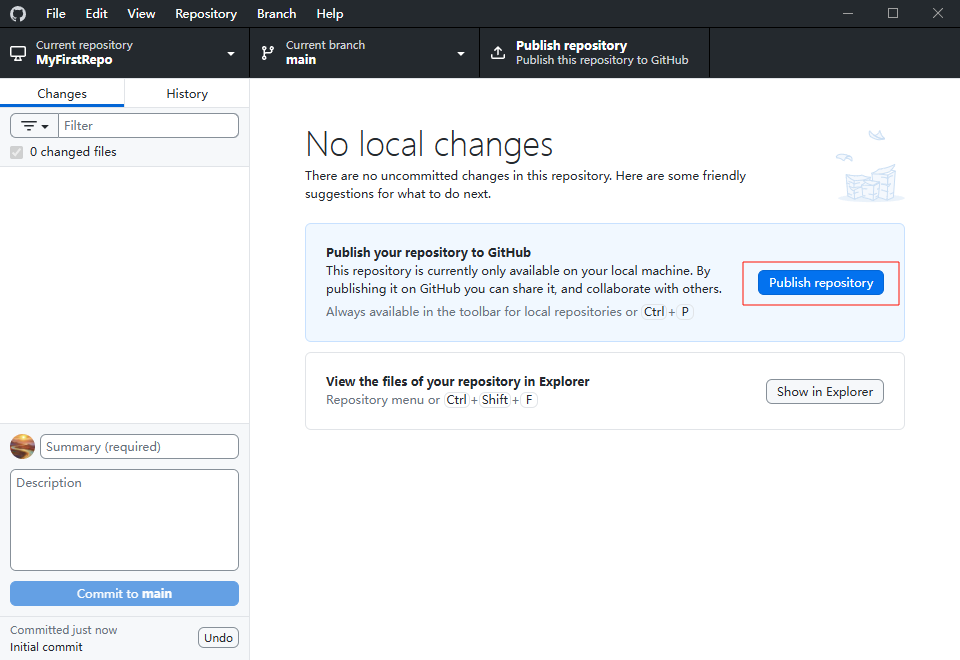 File Edit View Repository Branch Help
Current repository
MyFirstRepo
Current branch
main
Publish repository
Publish this repository to GitHub
Changes History
Filter
0 changed files
No local changes
There are no uncommitted changes in this repository. Here are some friendly
suggestions for what to do next.
Publish your repository to GitHub
This repository is currently only available on your local machine. By
publishing it on GitHub you can share it, and collaborate with others.
Always available in the toolbar for local repositories or Ctrl + P
Publish repository
View the files of your repository in Explorer
Repository menu or Ctrl + Shift + F
Show in Explorer
Summary (required)
Description
Commit to main
Committed just now
Initial commit
Undo